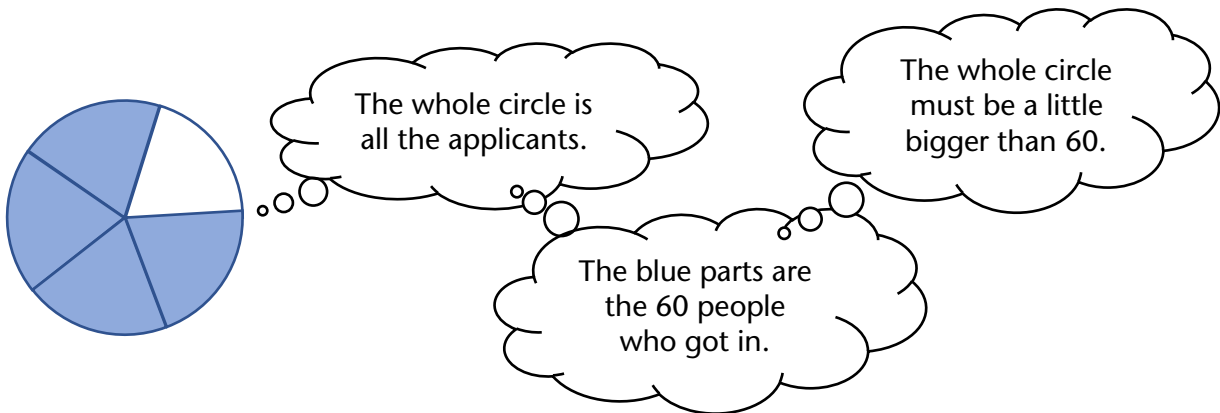 The whole circle is
all the applicants.
The blue parts are
the 60 people
who got in.
The whole circle
must be a little
bigger than 60.